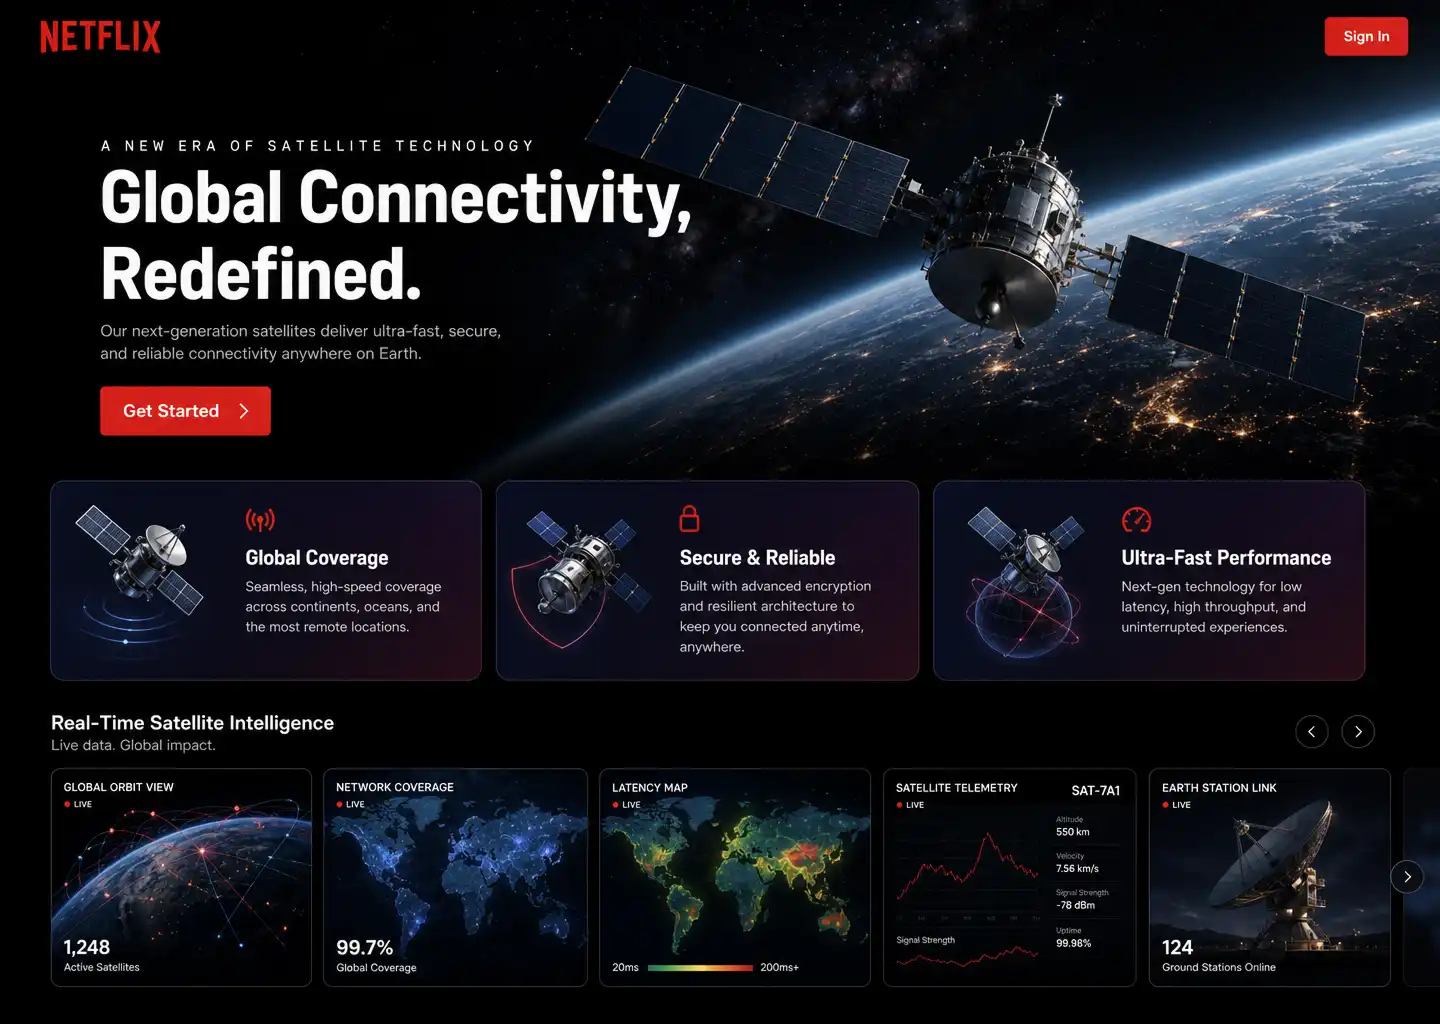 NETFLIX
Sign In
A NEW ERA OF SATELLITE TECHNOLOGY
Global Connectivity,
Redefined.
Our next-generation satellites deliver ultra-fast, secure,
and reliable connectivity anywhere on Earth.
Get Started
Global Coverage
Seamless, high-speed coverage
across continents, oceans, and
the most remote locations.
Secure & Reliable
Built with advanced encryption
and resilient architecture to
keep you connected anytime,
anywhere.
Ultra-Fast Performance
Next-gen technology for low
latency, high throughput, and
uninterrupted experiences.
Real-Time Satellite Intelligence
Live data. Global impact.
GLOBAL ORBIT VIEW
LIVE
1,248
Active Satellites
NETWORK COVERAGE
LIVE
99.7%
Global Coverage
LATENCY MAP
LIVE
20ms
200ms+
SATELLITE TELEMETRY
SAT-7A1
LIVE
Altitude
550 km
Velocity
7.56 km/s
Signal Strength
-78 dBm
Uptime
99.98%
Signal Strength
EARTH STATION LINK
LIVE
124
Ground Stations Online